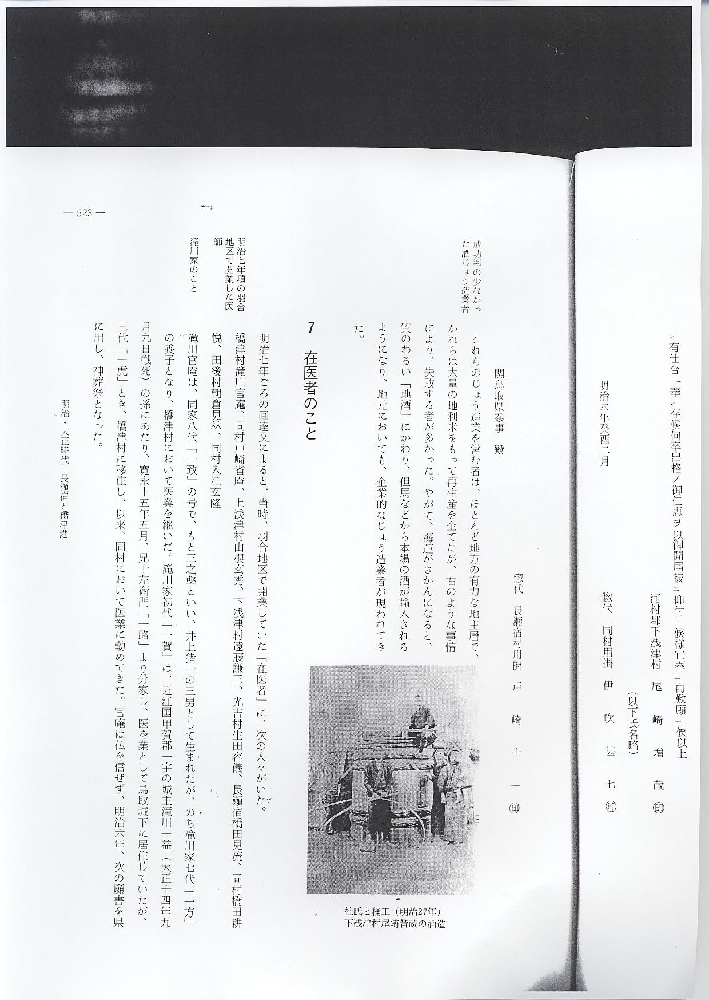 レ有仕合ニ奉レ存候何卒出格ノ御仁恵ヲ以御聞届被ニ仰付一候様宜奉ニ再歎願一候以上
河村郡下浅津村　尾崎増蔵㊞
（以下氏名略）
惣代　同村用掛　伊吹甚七㊞
明治六年癸酉二月
惣代　長瀬宿村用掛　戸崎十一㊞
関鳥取県参事　殿
成功率の少なかっ
た酒じょう造業者
これらのじょう造業を営む者は、ほとんど地方の有力な地主層で、
かれらは大量の地利米をもって再生産を企てたが、右のような事情
により、失敗する者が多かった。やがて、海運がさかんになると、
質のわるい「地酒」にかわり、但馬などから本場の酒が輸入される
ようになり、地元においても、企業的なじょう造業者が現われてき
た。
杜氏と桶工（明治27年）
下浅津村尾崎音蔵の酒造
7　在医者のこと
明治七年項の羽合
地区で開業した医
師
明治七年ごろの回達文によると、当時、羽合地区で開業していた「在医者」に、次の人々がいた。
橋津村滝川官庵、同村戸崎省庵、上浅津村山根玄秀、下浅津村遠藤謙三、光吉村生田容儀、長瀬宿橋田見流、同村橋田耕
悦、田後村朝倉見林、同村入江玄隆
滝川家のこと
滝川官庵は、同家八代「一致」の号で、もと三之亟といい、井上猪一の三男として生まれたが、のち滝川家七代「一方」
の養子となり、橋津村において医業を継いだ。滝川家初代「一賀」は、近江国甲賀郡一宇の城主滝川一益（天正十四年九
月九日戦死）の孫にあたり、寛永十五年五月、兄十左衛門「一路」より分家し、医を業として鳥取城下に居住していたが、
三代「一虎」とき、橋津村に移住し、以来、同村において医業に勤めてきた。官庵は仏を信ぜず、明治六年、次の願書を県
に出し、神葬祭となった。
明治・大正時代　長瀬宿と橋津港
— 523 —